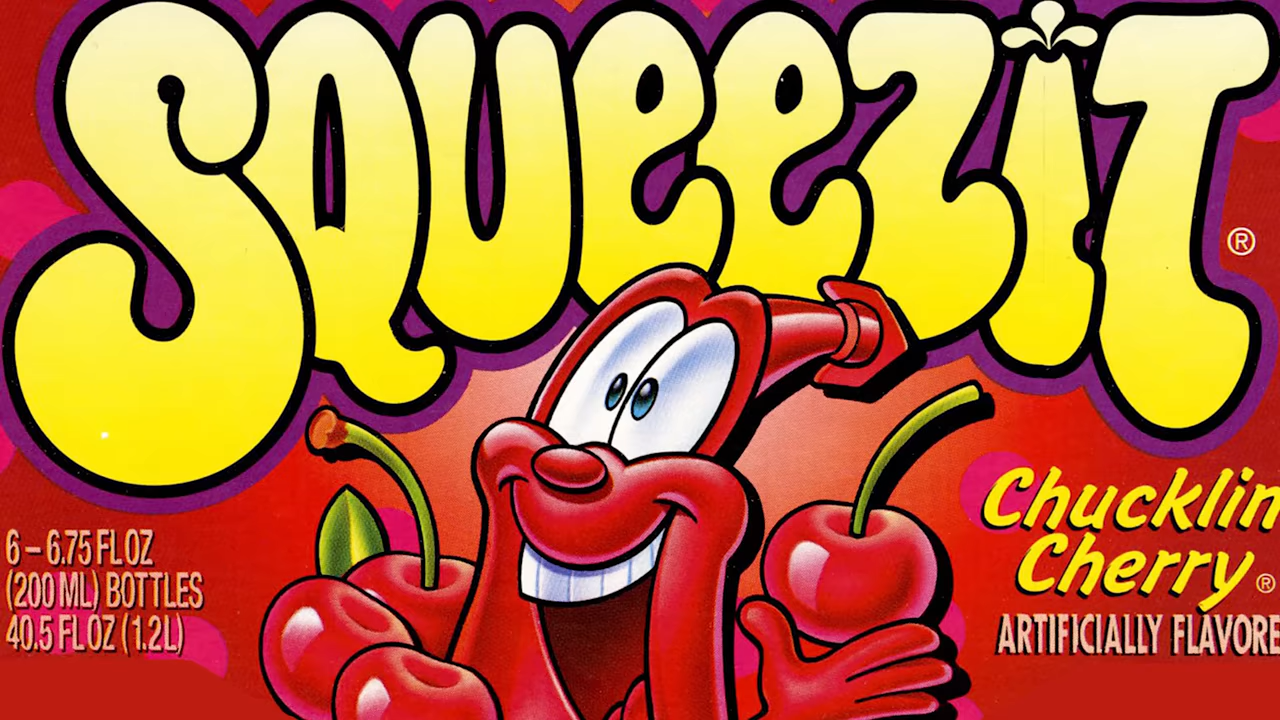 SQUEEZIT®
Chucklin
Cherry®
ARTIFICIALLY FLAVORE
6 – 6.75 FL OZ
(200 ML) BOTTLES
40.5 FL OZ (1.2L)